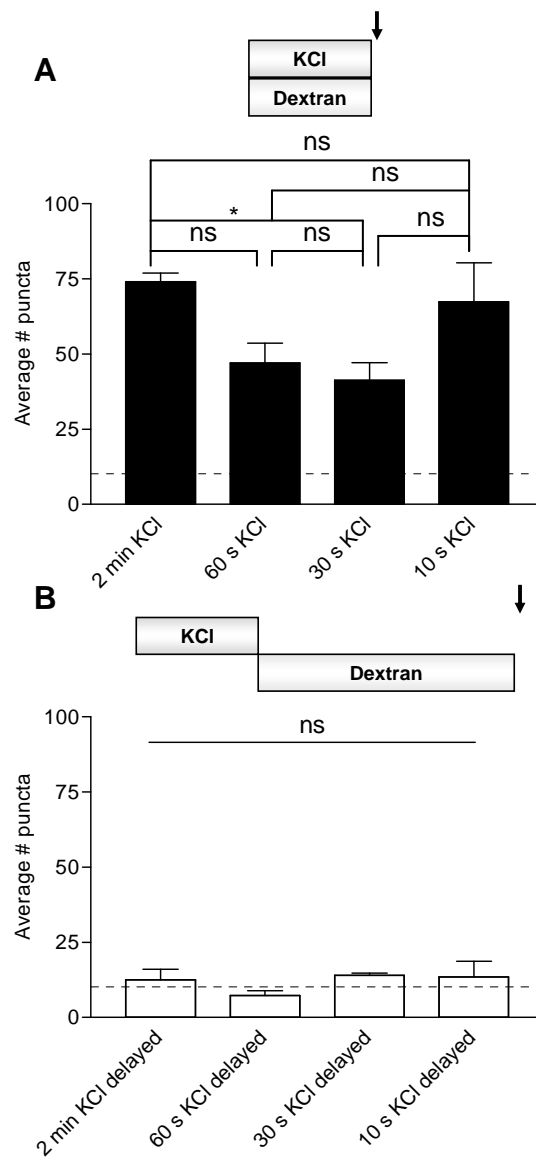 A
KCl
Dextran
ns
ns
*
ns
ns
ns
Average # puncta
100
75
50
25
0
2 min KCl
60 s KCl
30 s KCl
10 s KCl
B
KCl
Dextran
ns
Average # puncta
100
75
50
25
0
2 min KCl delayed
60 s KCl delayed
30 s KCl delayed
10 s KCl delayed